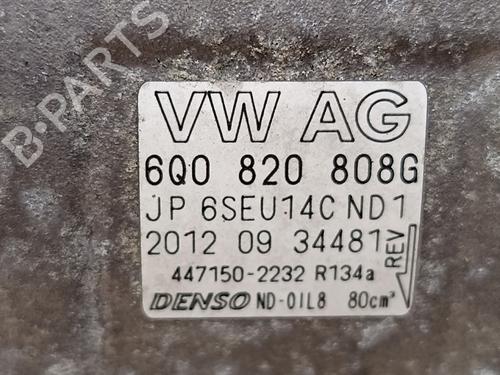 B-PARTS
VW AG
6Q0 820 808G
JP 6SEU14C ND1
2012 09 34481
REV
447150-2232 R134a
DENSO ND-OIL8 80cm³